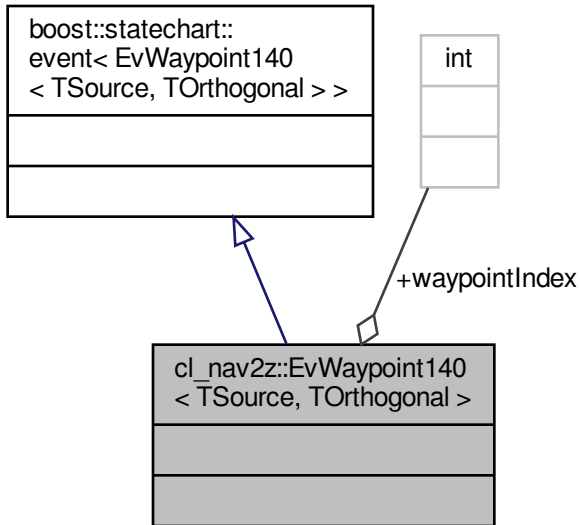 boost::statechart::
event< EvWaypoint140
< TSource, TOrthogonal > >
int
+waypointIndex
cl_nav2z::EvWaypoint140
< TSource, TOrthogonal >